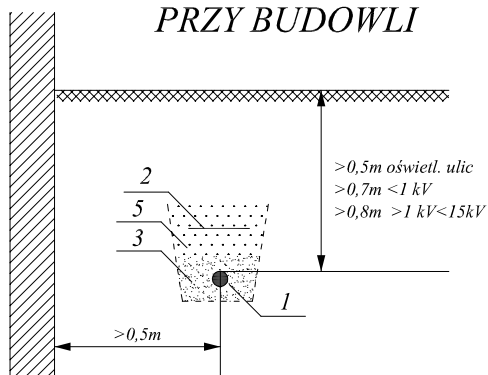 PRZY BUDOWLI
>0,5m oświetl. ulic
>0,7m <1 kV
>0,8m >1 kV<15kV
2
5
3
1
>0,5m